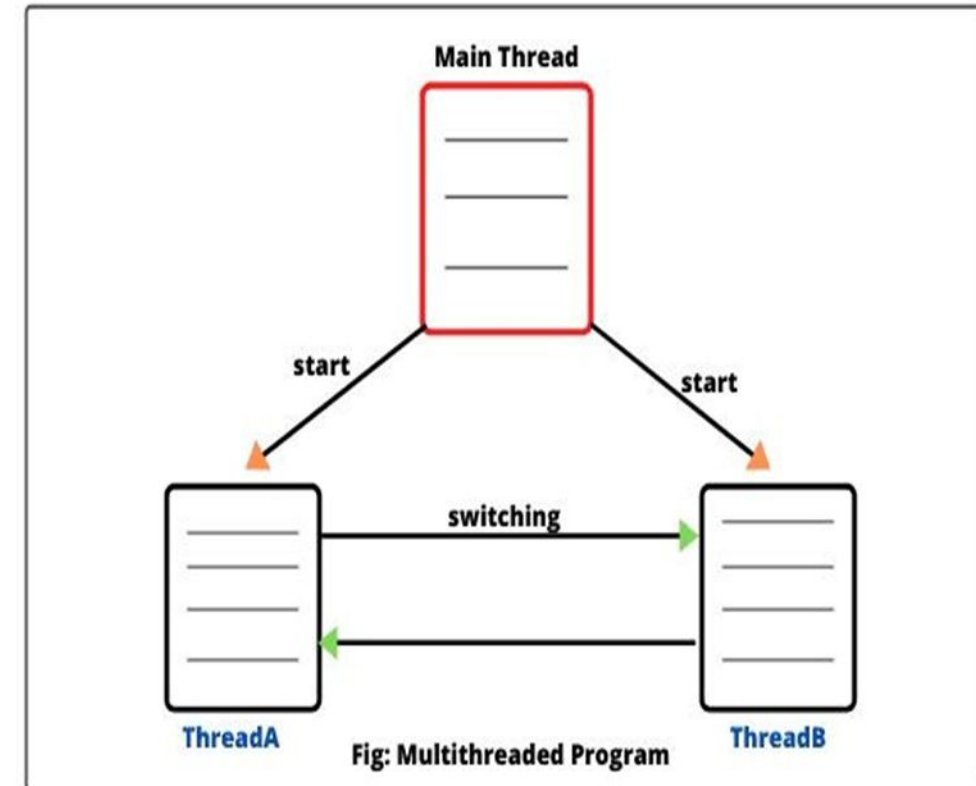 Main Thread
start
start
switching
ThreadA
ThreadB
Fig: Multithreaded Program